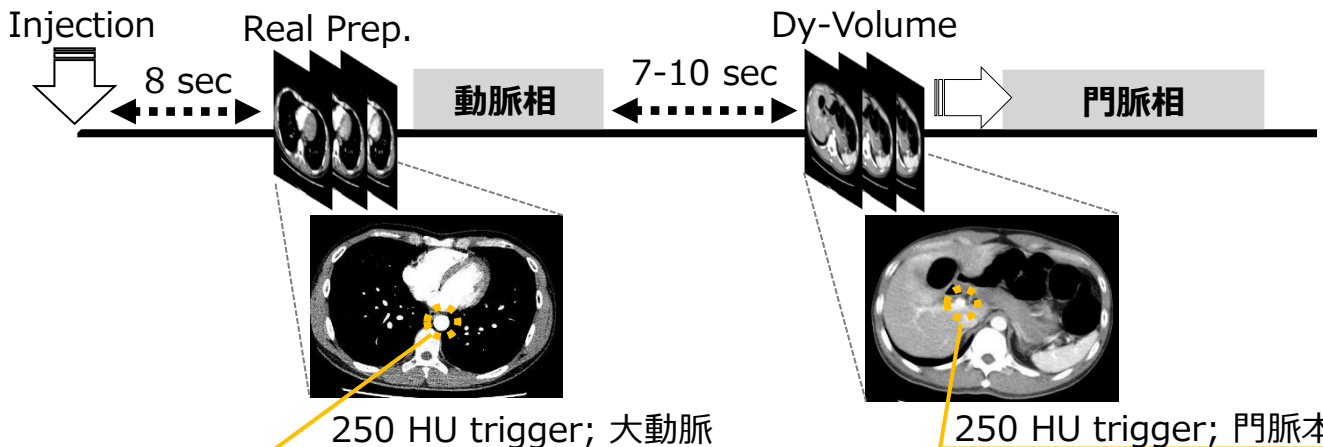 Injection
Real Prep.
Dy-Volume
8 sec
7-10 sec
動脈相
門脈相
250 HU trigger; 大動脈
250 HU trigger; 門脈本